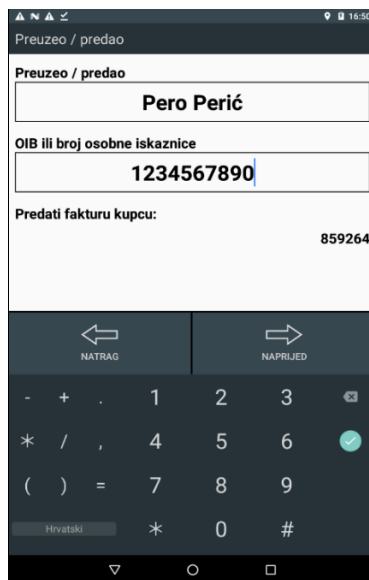 16:50
Preuzeo / predao
Preuzeo / predao
Pero Perić
OIB ili broj osobne iskaznice
1234567890
Predati fakturu kupcu:
859264
NATRAG NAPRIJED
- + . 1 2 3
* / , 4 5 6
( ) = 7 8 9
Hrvatski * 0 #